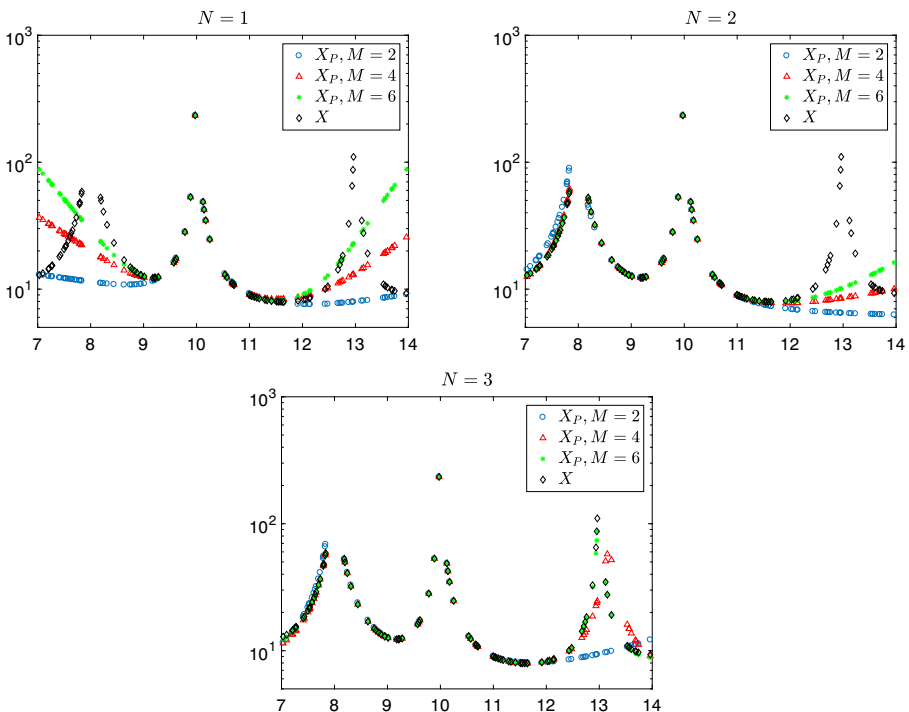 N = 1
10^3
10^2
10^1
7 8 9 10 11 12 13 14
X_P, M = 2
X_P, M = 4
X_P, M = 6
X
N = 2
10^3
10^2
10^1
7 8 9 10 11 12 13 14
X_P, M = 2
X_P, M = 4
X_P, M = 6
X
N = 3
10^3
10^2
10^1
7 8 9 10 11 12 13 14
X_P, M = 2
X_P, M = 4
X_P, M = 6
X